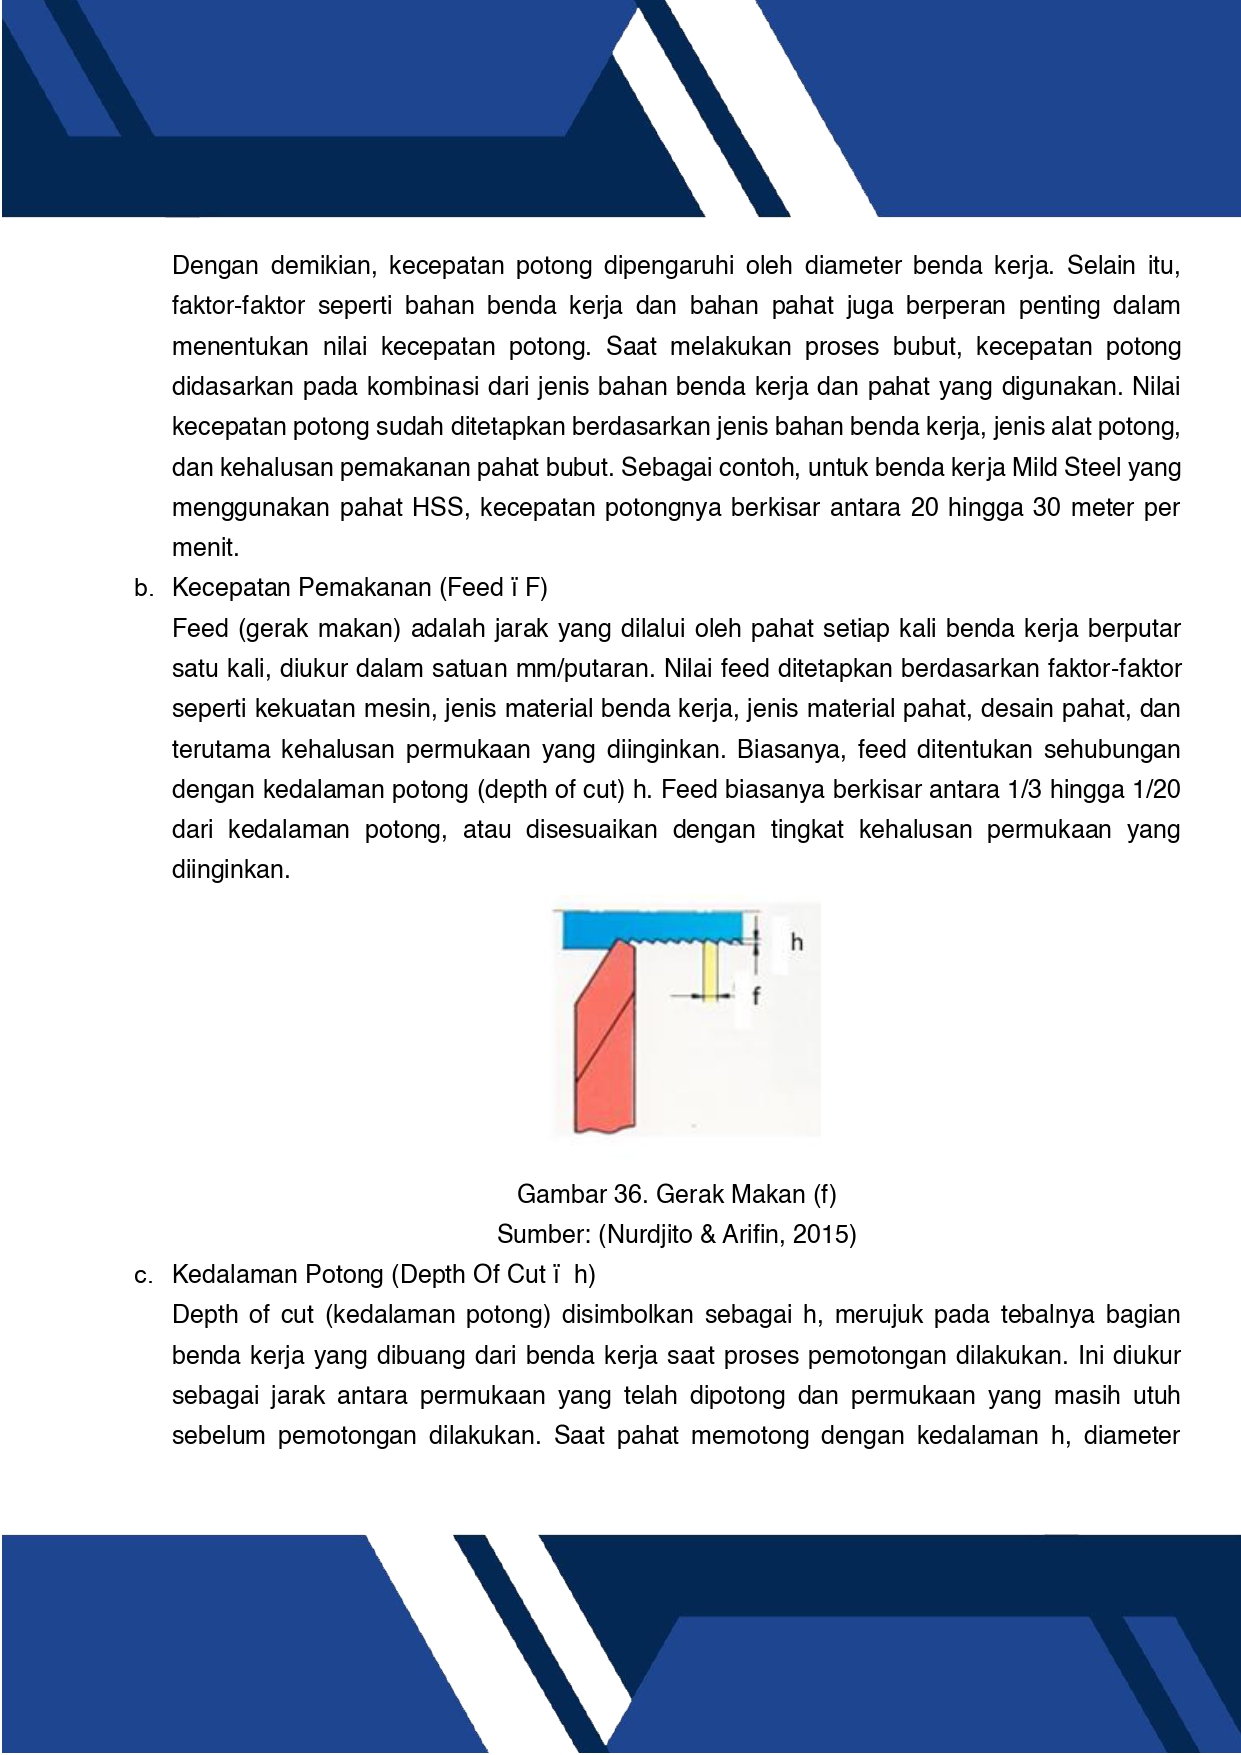 Dengan demikian, kecepatan potong dipengaruhi oleh diameter benda kerja. Selain itu,
faktor-faktor seperti bahan benda kerja dan bahan pahat juga berperan penting dalam
menentukan nilai kecepatan potong. Saat melakukan proses bubut, kecepatan potong
didasarkan pada kombinasi dari jenis bahan benda kerja dan pahat yang digunakan. Nilai
kecepatan potong sudah ditetapkan berdasarkan jenis bahan benda kerja, jenis alat potong,
dan kehalusan pemakanan pahat bubut. Sebagai contoh, untuk benda kerja Mild Steel yang
menggunakan pahat HSS, kecepatan potongnya berkisar antara 20 hingga 30 meter per
menit.
b. Kecepatan Pemakanan (Feed ï F)
Feed (gerak makan) adalah jarak yang dilalui oleh pahat setiap kali benda kerja berputar
satu kali, diukur dalam satuan mm/putaran. Nilai feed ditetapkan berdasarkan faktor-faktor
seperti kekuatan mesin, jenis material benda kerja, jenis material pahat, desain pahat, dan
terutama kehalusan permukaan yang diinginkan. Biasanya, feed ditentukan sehubungan
dengan kedalaman potong (depth of cut) h. Feed biasanya berkisar antara 1/3 hingga 1/20
dari kedalaman potong, atau disesuaikan dengan tingkat kehalusan permukaan yang
diinginkan.
h
f
Gambar 36. Gerak Makan (f)
Sumber: (Nurdjito & Arifin, 2015)
c. Kedalaman Potong (Depth Of Cut ï h)
Depth of cut (kedalaman potong) disimbolkan sebagai h, merujuk pada tebalnya bagian
benda kerja yang dibuang dari benda kerja saat proses pemotongan dilakukan. Ini diukur
sebagai jarak antara permukaan yang telah dipotong dan permukaan yang masih utuh
sebelum pemotongan dilakukan. Saat pahat memotong dengan kedalaman h, diameter